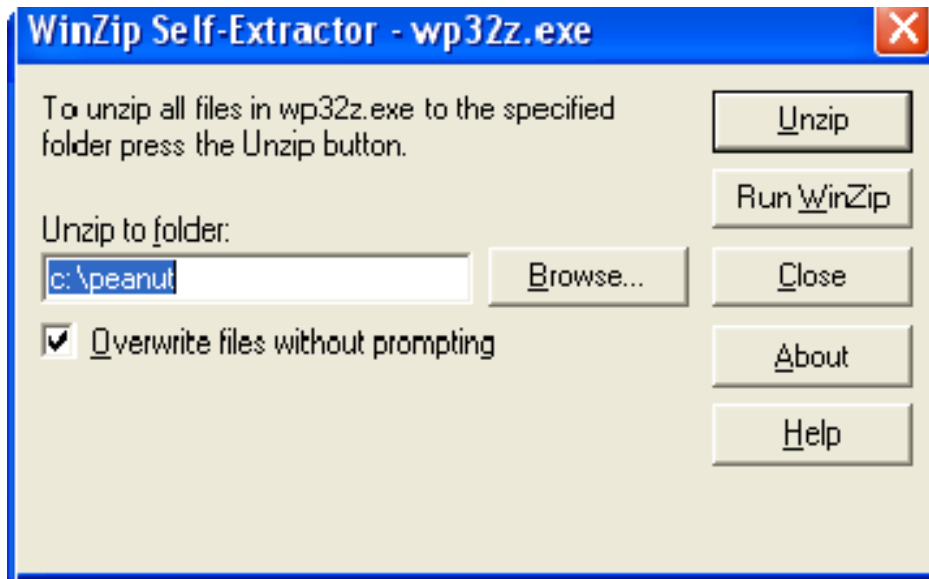 WinZip Self-Extractor - wp32z.exe
To unzip all files in wp32z.exe to the specified
folder press the Unzip button.
Unzip to folder:
c:\peanut
Browse...
Overwrite files without prompting
Unzip
Run WinZip
Close
About
Help